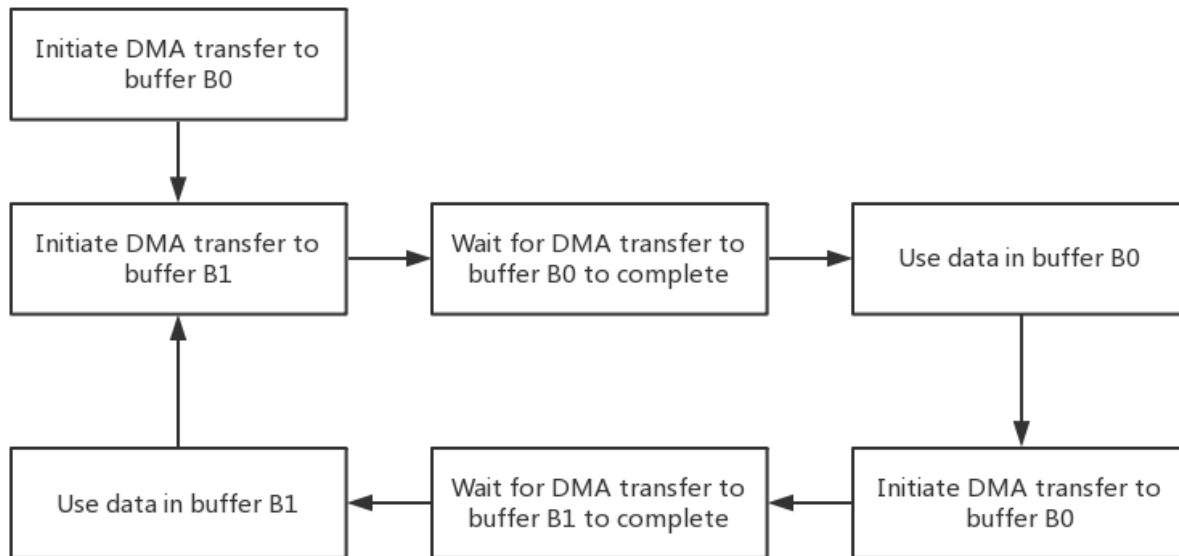 Initiate DMA transfer to
buffer B0
Initiate DMA transfer to
buffer B1
Wait for DMA transfer to
buffer B0 to complete
Use data in buffer B0
Use data in buffer B1
Wait for DMA transfer to
buffer B1 to complete
Initiate DMA transfer to
buffer B0